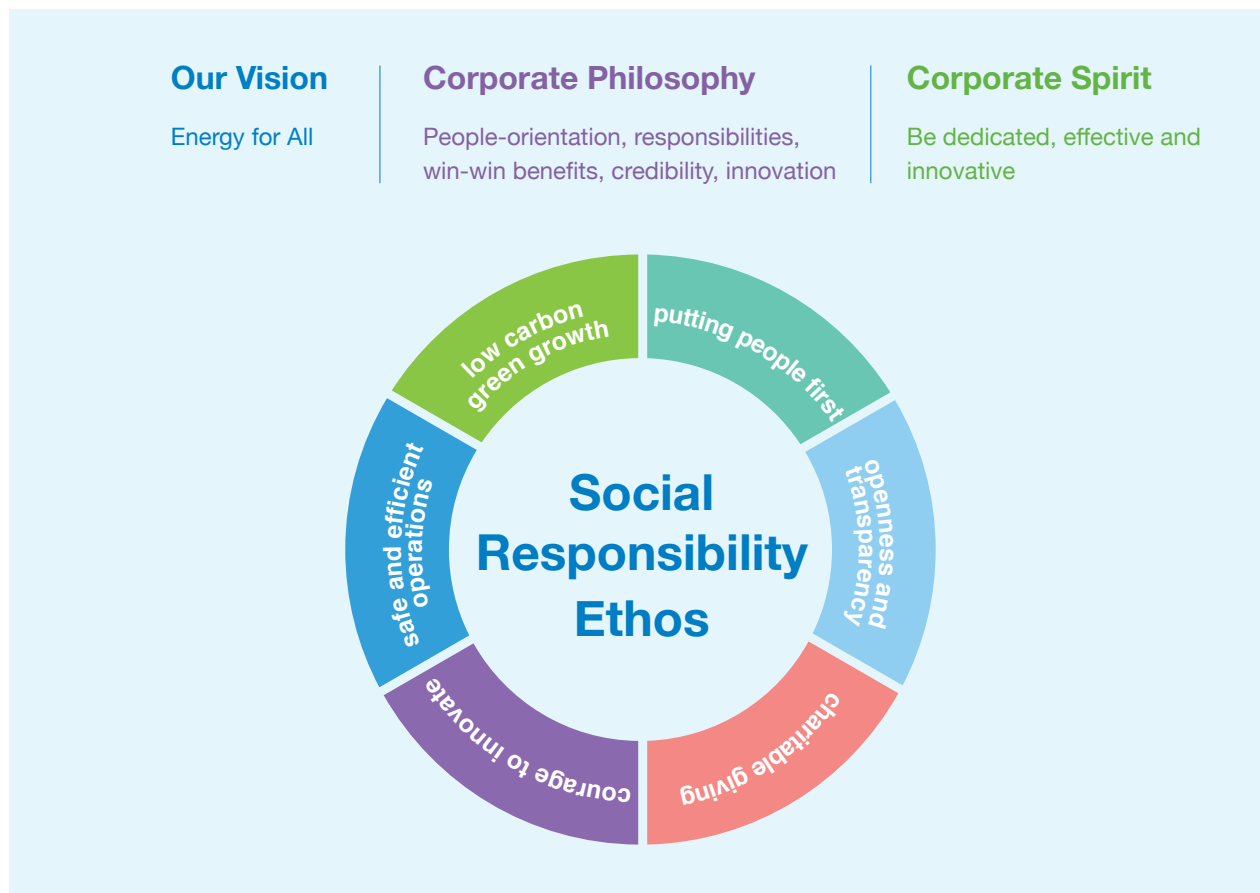 Our Vision
Energy for All
Corporate Philosophy
People-orientation, responsibilities,
win-win benefits, credibility, innovation
Corporate Spirit
Be dedicated, effective and
innovative
low carbon
green growth
putting people first
openness and
transparency
charitable giving
courage to innovate
safe and efficient
operations
Social
Responsibility
Ethos